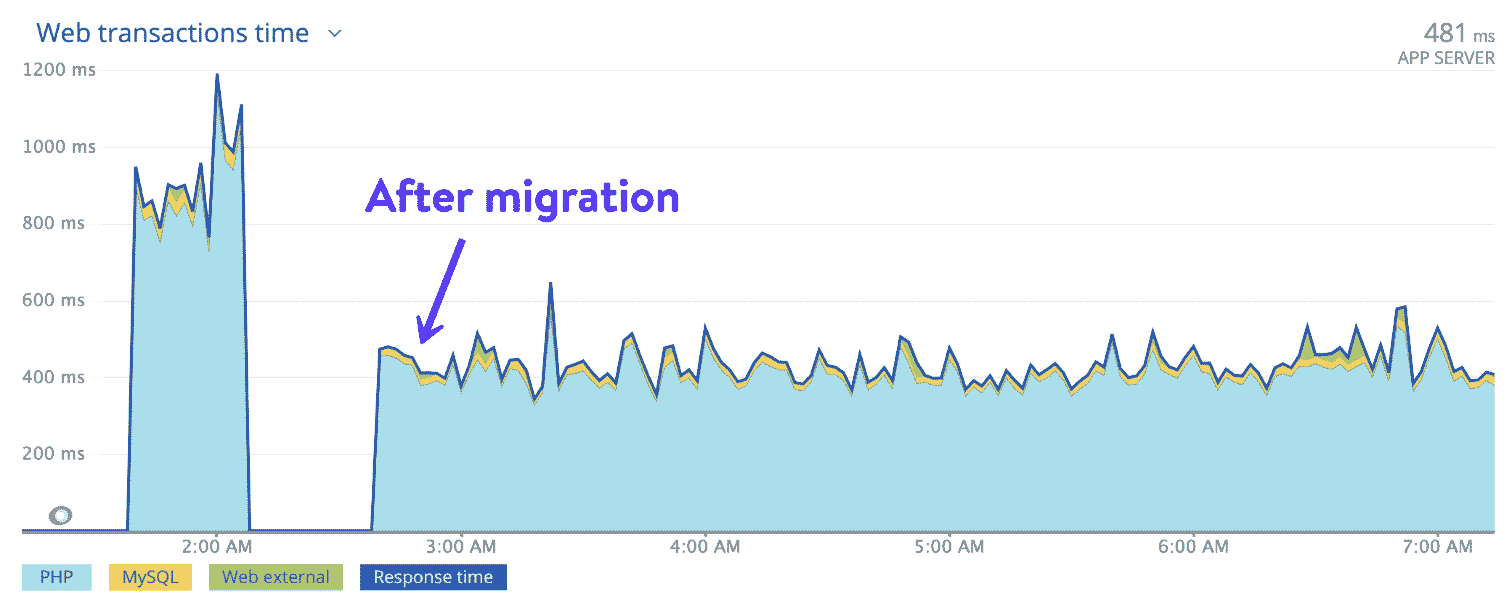 Web transactions time
481 ms
APP SERVER
1200 ms
1000 ms
800 ms
600 ms
400 ms
200 ms
After migration
2:00 AM 3:00 AM 4:00 AM 5:00 AM 6:00 AM 7:00 AM
PHP MySQL Web external Response time